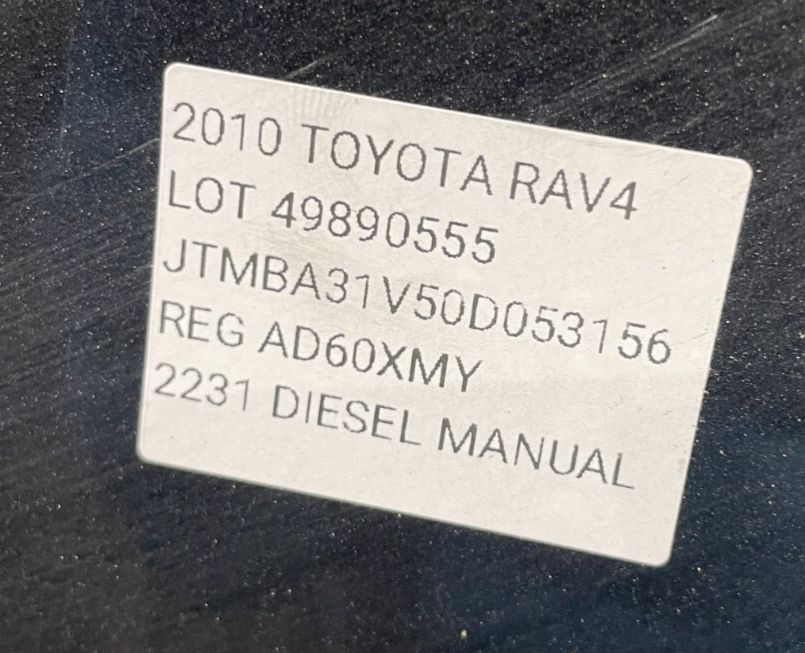 2010 TOYOTA RAV4
LOT 49890555
JTMBA31V50D053156
REG AD60XMY
2231 DIESEL MANUAL